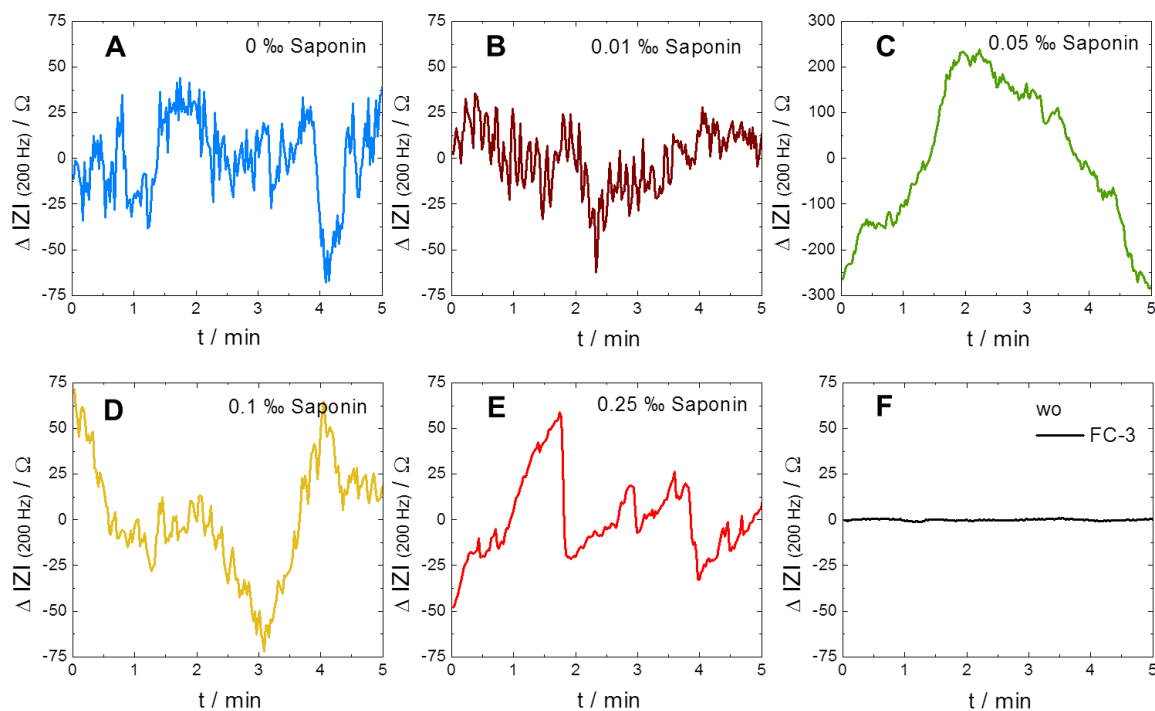 A
0 ‰ Saponin
75
50
25
0
-25
-50
-75
Δ |Z| (200 Hz) / Ω
0 1 2 3 4 5
t / min
B
0.01 ‰ Saponin
75
50
25
0
-25
-50
-75
Δ |Z| (200 Hz) / Ω
0 1 2 3 4 5
t / min
C
0.05 ‰ Saponin
300
200
100
0
-100
-200
-300
Δ |Z| (200 Hz) / Ω
0 1 2 3 4 5
t / min
D
0.1 ‰ Saponin
75
50
25
0
-25
-50
-75
Δ |Z| (200 Hz) / Ω
0 1 2 3 4 5
t / min
E
0.25 ‰ Saponin
75
50
25
0
-25
-50
-75
Δ |Z| (200 Hz) / Ω
0 1 2 3 4 5
t / min
F
wo
FC-3
75
50
25
0
-25
-50
-75
Δ |Z| (200 Hz) / Ω
0 1 2 3 4 5
t / min